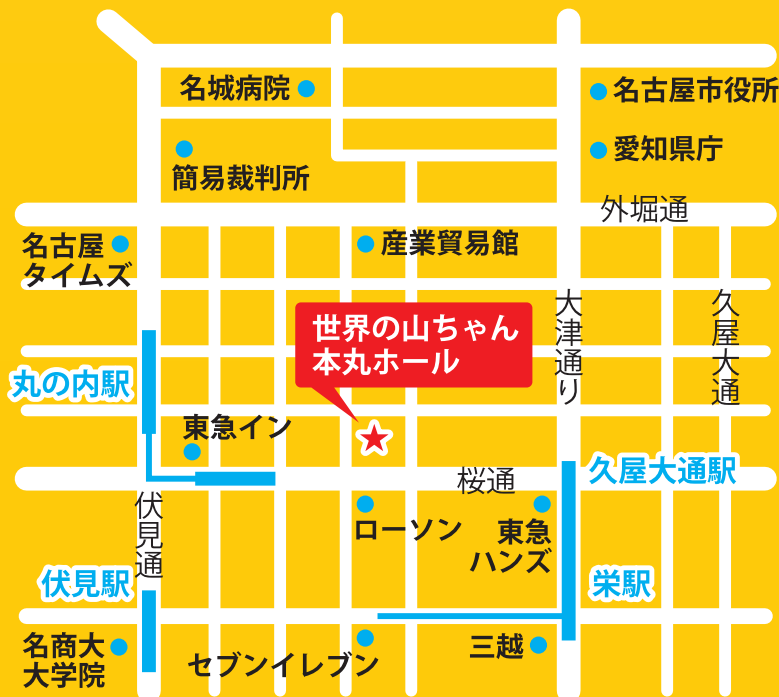 名城病院
名古屋市役所
愛知県庁
簡易裁判所
外堀通
名古屋
タイムズ
産業貿易館
大津通り
久屋大通
世界の山ちゃん
本丸ホール
丸の内駅
東急イン
久屋大通駅
桜通
伏見通
ローソン
東急
ハンズ
伏見駅
栄駅
名商大
大学院
セブンイレブン
三越